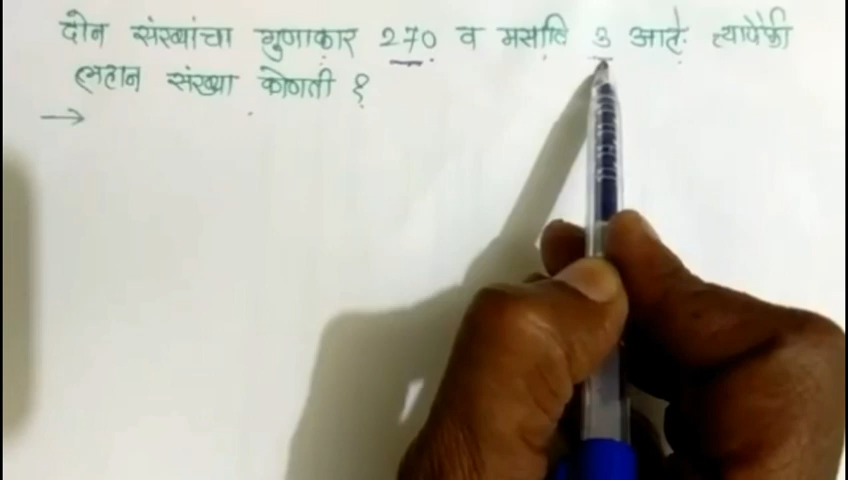 दोन संख्यांचा गुणाकार 270 व मसावि 3 आहे. त्यापैकी
लहान संख्या कोणती ?
→